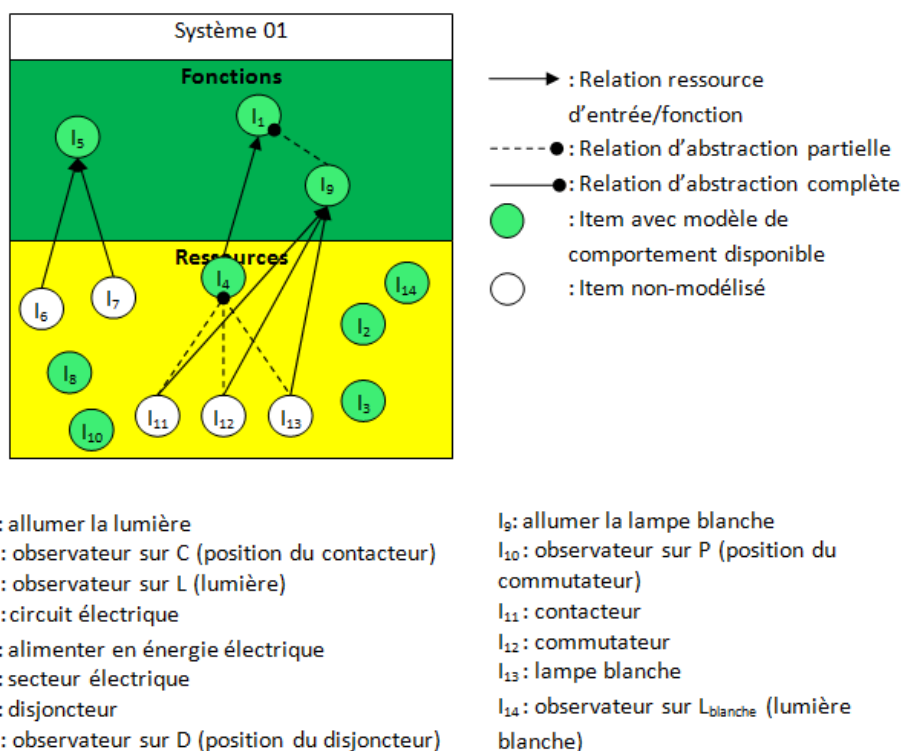 Système 01
Fonctions
I₁
I₅
I₉
Ressources
I₄
I₁₄
I₇
I₆
I₂
I₈
I₃
I₁₁
I₁₂
I₁₃
I₁₀
: Relation ressource
d'entrée/fonction
: Relation d'abstraction partielle
: Relation d'abstraction complète
: Item avec modèle de
comportement disponible
: Item non-modélisé
: allumer la lumière
: observateur sur C (position du contacteur)
: observateur sur L (lumière)
: circuit électrique
: alimenter en énergie électrique
: secteur électrique
: disjoncteur
: observateur sur D (position du disjoncteur)
I₉: allumer la lampe blanche
I₁₀ : observateur sur P (position du
commutateur)
I₁₁ : contacteur
I₁₂ : commutateur
I₁₃ : lampe blanche
I₁₄ : observateur sur Lblanche (lumière
blanche)